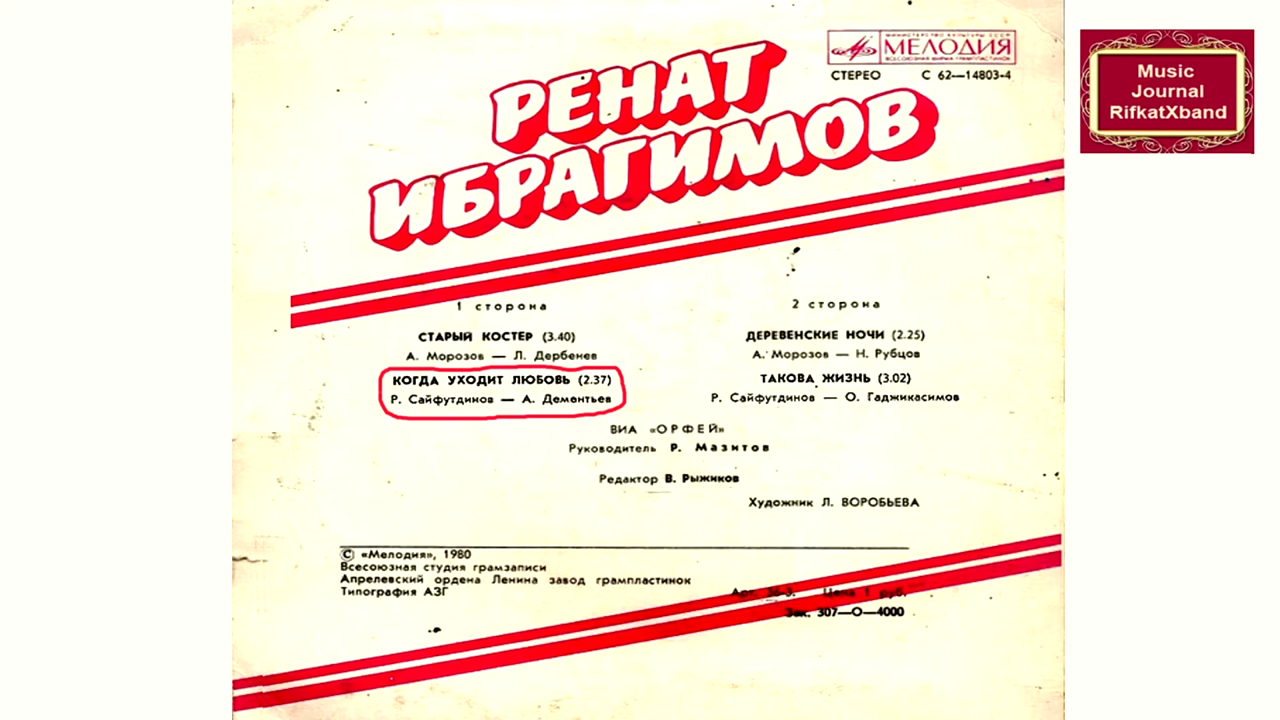 МИНИСТЕРСТВО КУЛЬТУРЫ СССР
МЕЛОДИЯ
ВСЕСОЮЗНАЯ ФИРМА ГРАМПЛАСТИНОК
СТЕРЕО С 62—14803-4
РЕНАТ
ИБРАГИМОВ
Music
Journal
RifkatXband
1 сторона
СТАРЫЙ КОСТЕР (3.40)
А. Морозов — Л. Дербенев
КОГДА УХОДИТ ЛЮБОВЬ (2.37)
Р. Сайфутдинов — А. Дементьев
2 сторона
ДЕРЕВЕНСКИЕ НОЧИ (2.25)
А. Морозов — Н. Рубцов
ТАКОВА ЖИЗНЬ (3.02)
Р. Сайфутдинов — О. Гаджикасимов
ВИА «ОРФЕЙ»
Руководитель Р. Мазитов
Редактор В. Рыжиков
Художник Л. ВОРОБЬЕВА
© «Мелодия», 1980
Всесоюзная студия грамзаписи
Апрелевский ордена Ленина завод грампластинок
Типография АЗГ
Арт. 36-3. Цена 1 руб.
Зак. 307—О—4000